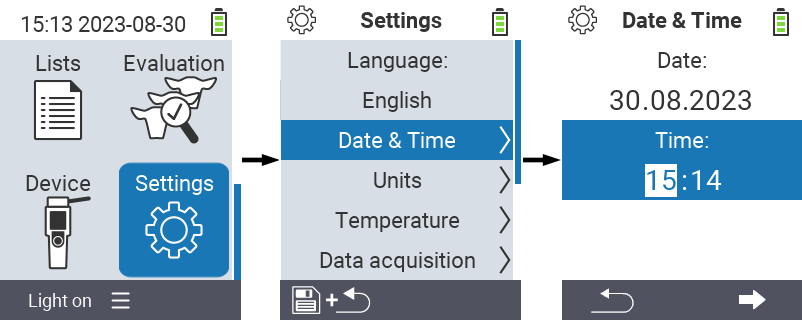 15:13 2023-08-30
Lists
Evaluation
Device
Settings
Light on
Settings
Language:
English
Date & Time
Units
Temperature
Data acquisition
+
Date & Time
Date:
30.08.2023
Time:
15:14